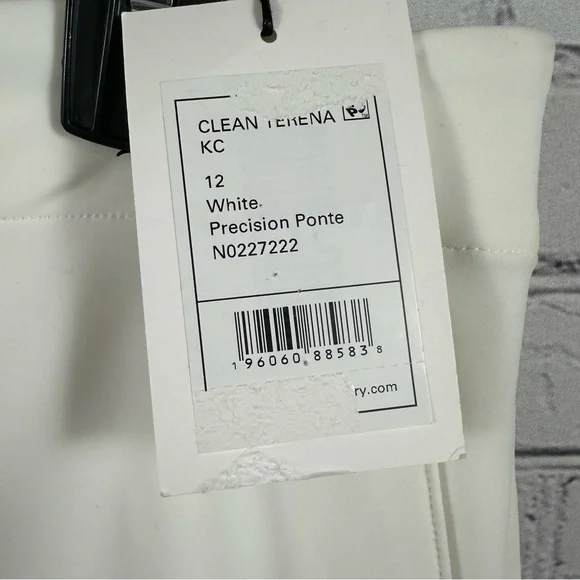 CLEAN TERENA
KC
12
White
Precision Ponte
N0227222
1 96060 88583 8
ry.com